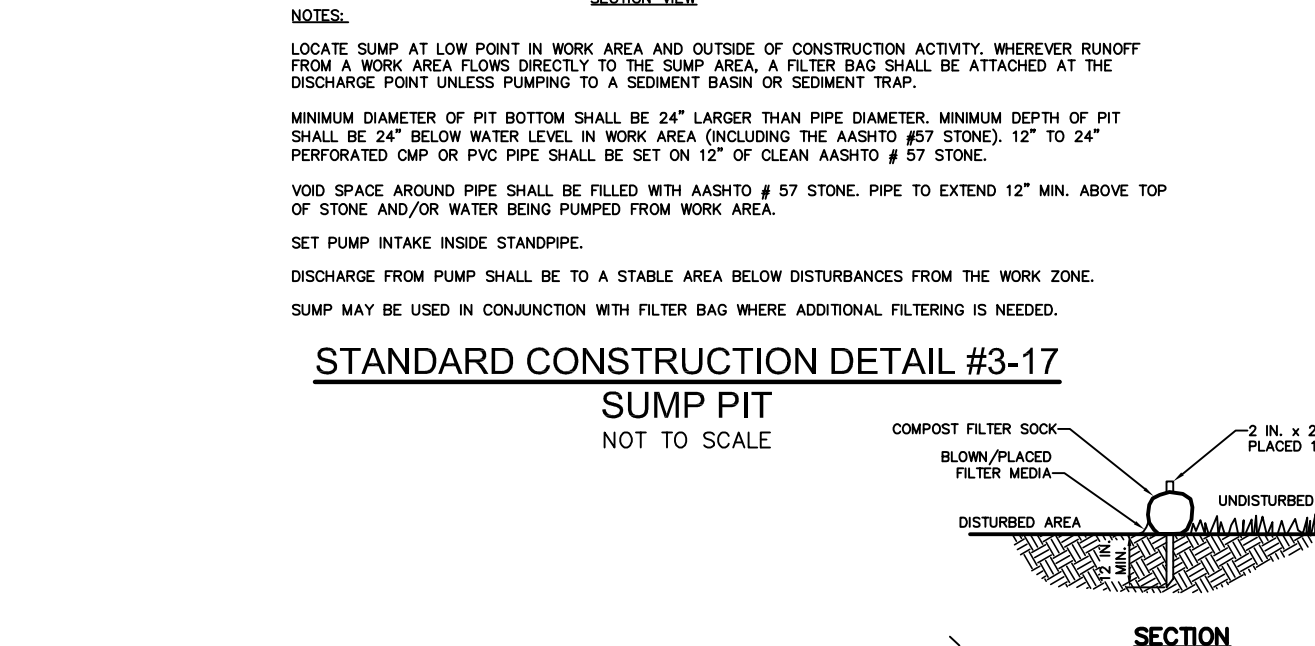 SECTION VIEW
NOTES:
LOCATE SUMP AT LOW POINT IN WORK AREA AND OUTSIDE OF CONSTRUCTION ACTIVITY. WHEREVER RUNOFF
FROM A WORK AREA FLOWS DIRECTLY TO THE SUMP AREA, A FILTER BAG SHALL BE ATTACHED AT THE
DISCHARGE POINT UNLESS PUMPING TO A SEDIMENT BASIN OR SEDIMENT TRAP.
MINIMUM DIAMETER OF PIT BOTTOM SHALL BE 24" LARGER THAN PIPE DIAMETER. MINIMUM DEPTH OF PIT
SHALL BE 24" BELOW WATER LEVEL IN WORK AREA (INCLUDING THE AASHTO #57 STONE). 12" TO 24"
PERFORATED CMP OR PVC PIPE SHALL BE SET ON 12" OF CLEAN AASHTO # 57 STONE.
VOID SPACE AROUND PIPE SHALL BE FILLED WITH AASHTO # 57 STONE. PIPE TO EXTEND 12" MIN. ABOVE TOP
OF STONE AND/OR WATER BEING PUMPED FROM WORK AREA.
SET PUMP INTAKE INSIDE STANDPIPE.
DISCHARGE FROM PUMP SHALL BE TO A STABLE AREA BELOW DISTURBANCES FROM THE WORK ZONE.
SUMP MAY BE USED IN CONJUNCTION WITH FILTER BAG WHERE ADDITIONAL FILTERING IS NEEDED.
STANDARD CONSTRUCTION DETAIL #3-17
SUMP PIT
NOT TO SCALE
COMPOST FILTER SOCK
2 IN. x 2
PLACED 1
BLOWN/PLACED
FILTER MEDIA
UNDISTURBED
DISTURBED AREA
12 IN.
MIN.
SECTION